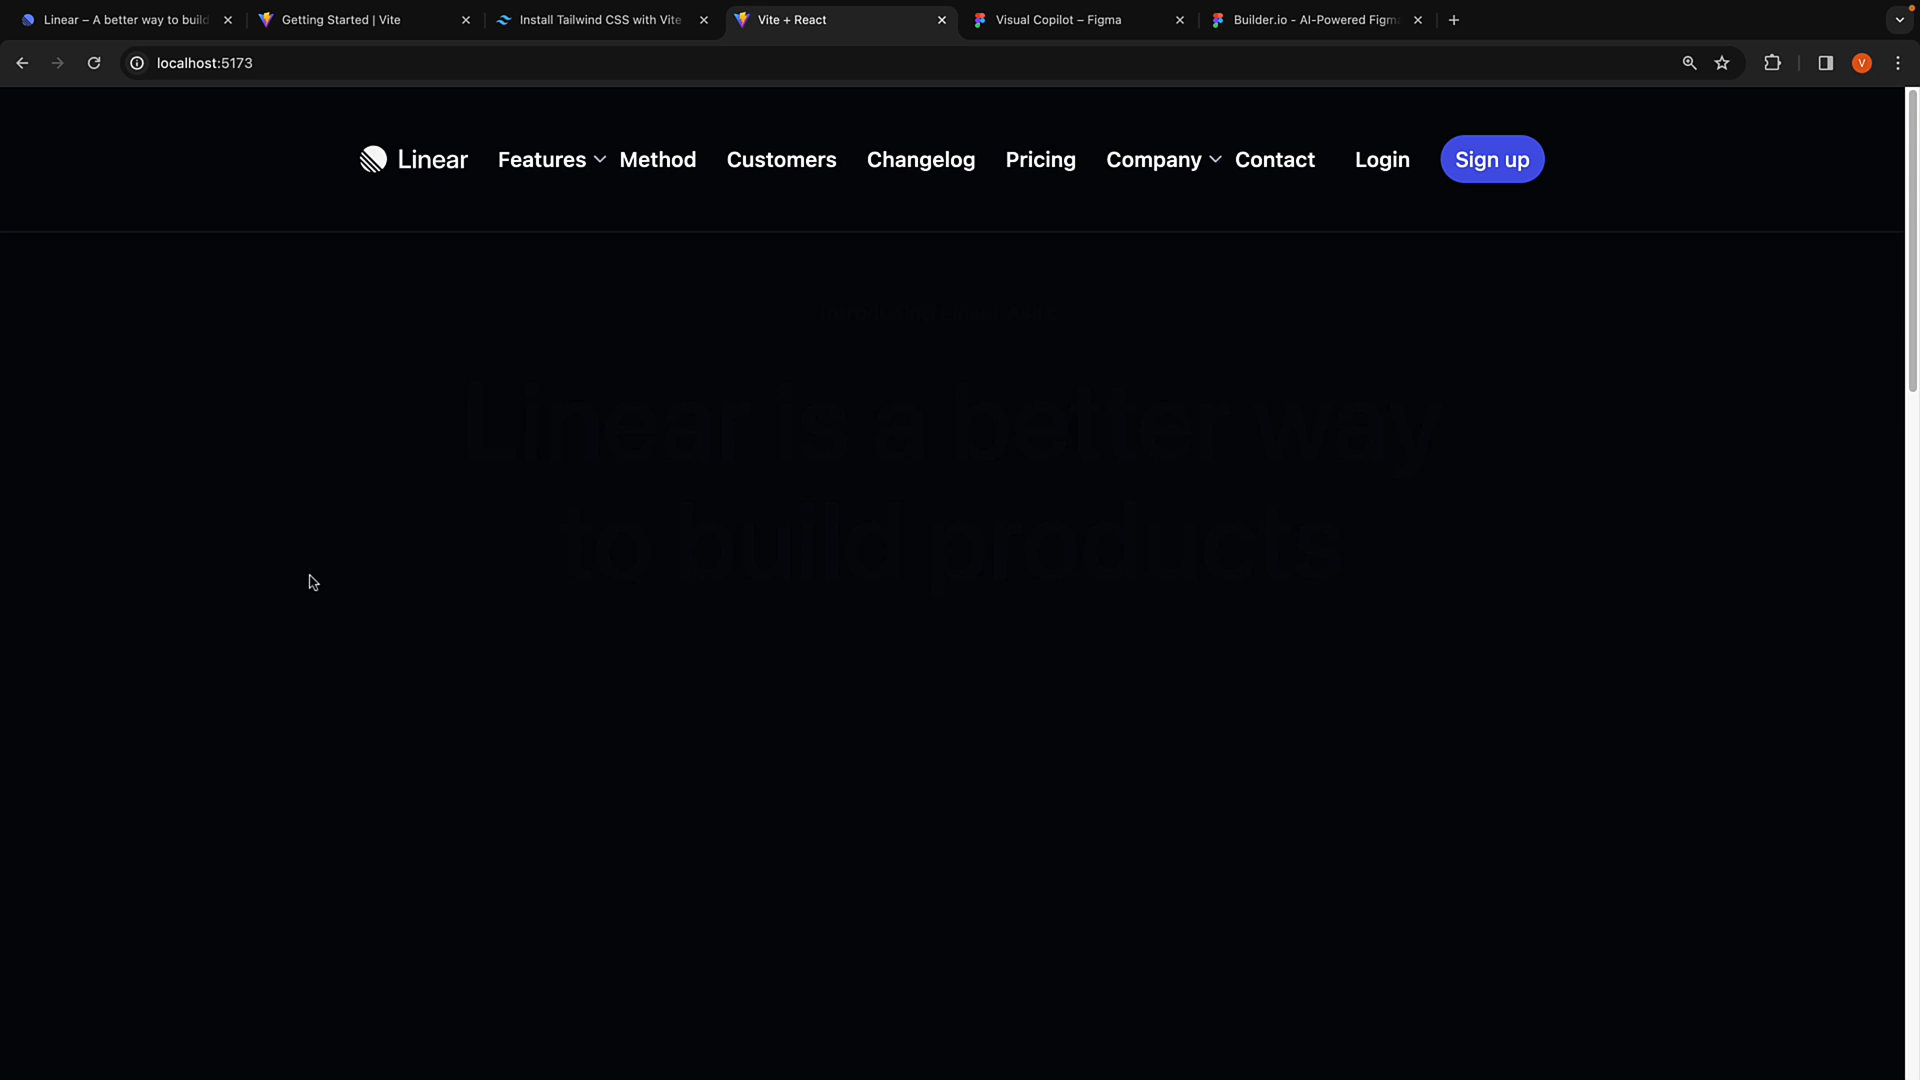 Linear – A better way to build
Getting Started | Vite
Install Tailwind CSS with Vite
Vite + React
Visual Copilot – Figma
Builder.io - AI-Powered Figm
localhost:5173
V
Linear
Features
Method
Customers
Changelog
Pricing
Company
Contact
Login
Sign up
Linear is a better way
to build products